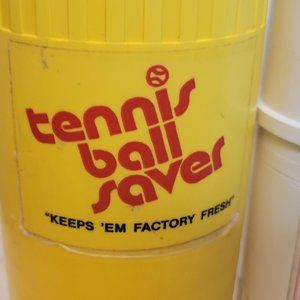 tennis
ball
saver
"KEEPS 'EM FACTORY FRESH"